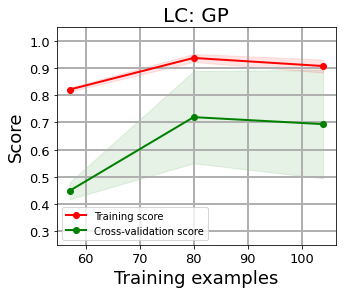 LC: GP
Score
1.0
0.9
0.8
0.7
0.6
0.5
0.4
0.3
Training score
Cross-validation score
60
70
80
90
100
Training examples